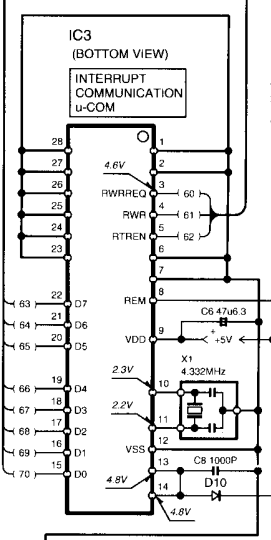 IC3
(BOTTOM VIEW)
INTERRUPT
COMMUNICATION
u-COM
28 1
27 4.6V 2
26 RWRREQ 3 60
25 RWR 4 61
24 RTREN 5 62
23 6
7
22 D7 63 REM 8
21 D6 64 C6 47u6.3
20 D5 65 VDD 9 + +5V
X1
4.332MHz
19 D4 66 2.3V 10
18 D3 67 2.2V 11
17 D2 68
16 D1 69 VSS 12
15 D0 70 4.8V 13 C8 1000P
14 D10
4.8V